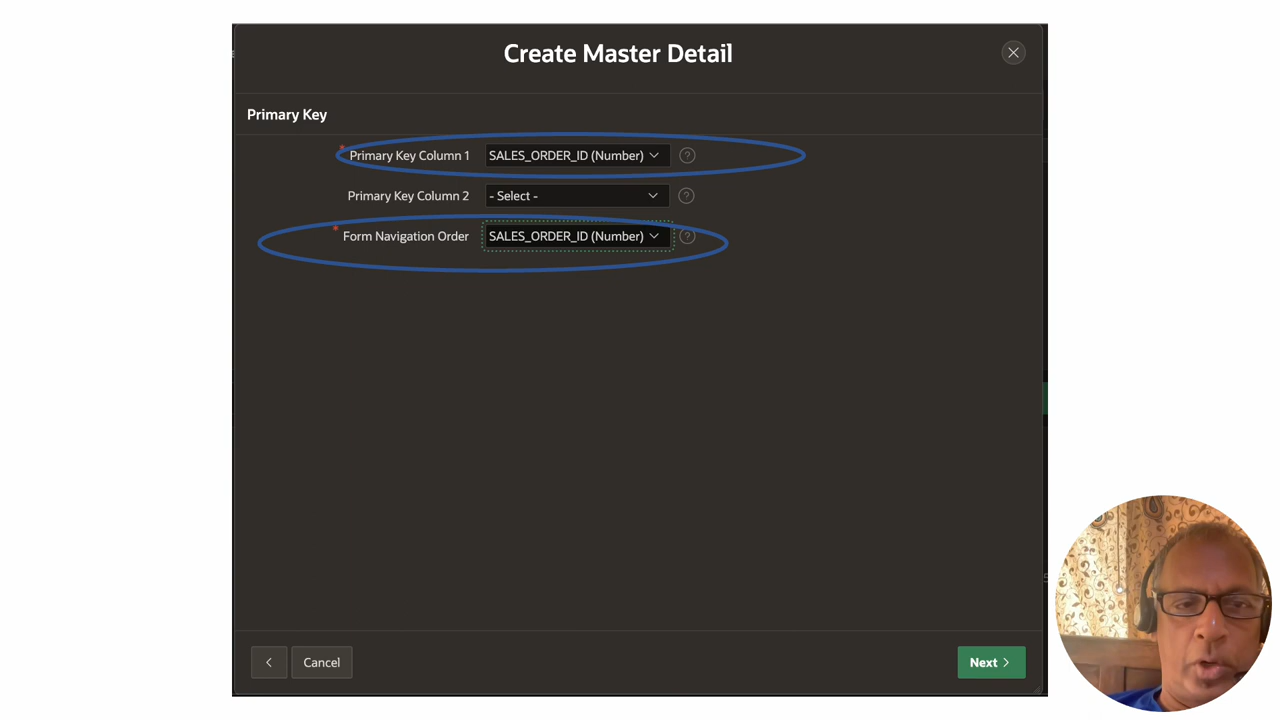 Create Master Detail
Primary Key
* Primary Key Column 1 SALES_ORDER_ID (Number) ?
Primary Key Column 2 - Select - ?
* Form Navigation Order SALES_ORDER_ID (Number) ?
Cancel Next